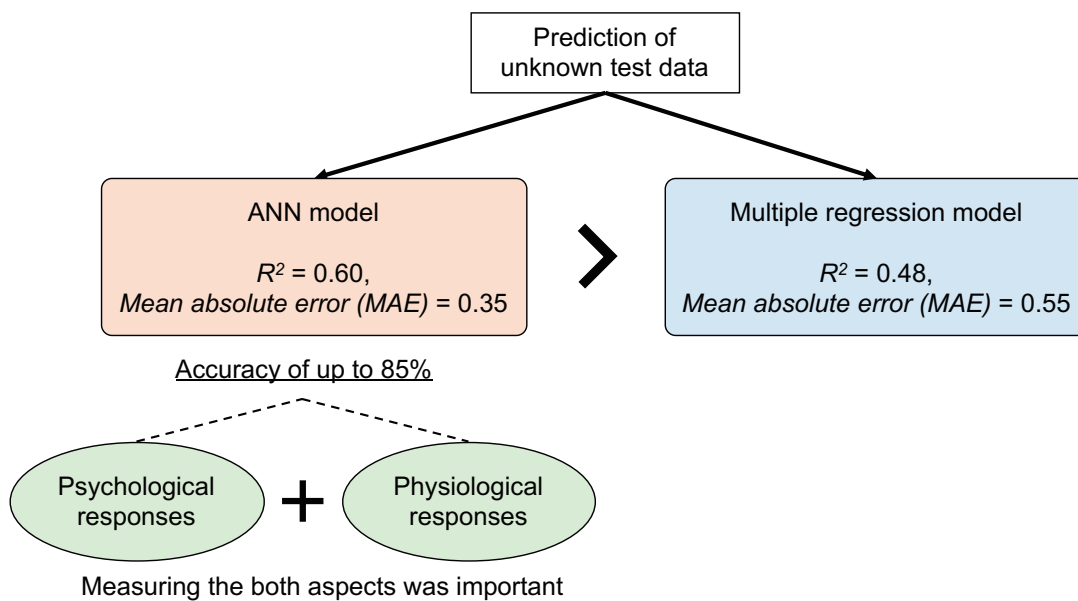 Prediction of
unknown test data
ANN model
R² = 0.60,
Mean absolute error (MAE) = 0.35
>
Multiple regression model
R² = 0.48,
Mean absolute error (MAE) = 0.55
Accuracy of up to 85%
Psychological
responses
+
Physiological
responses
Measuring the both aspects was important